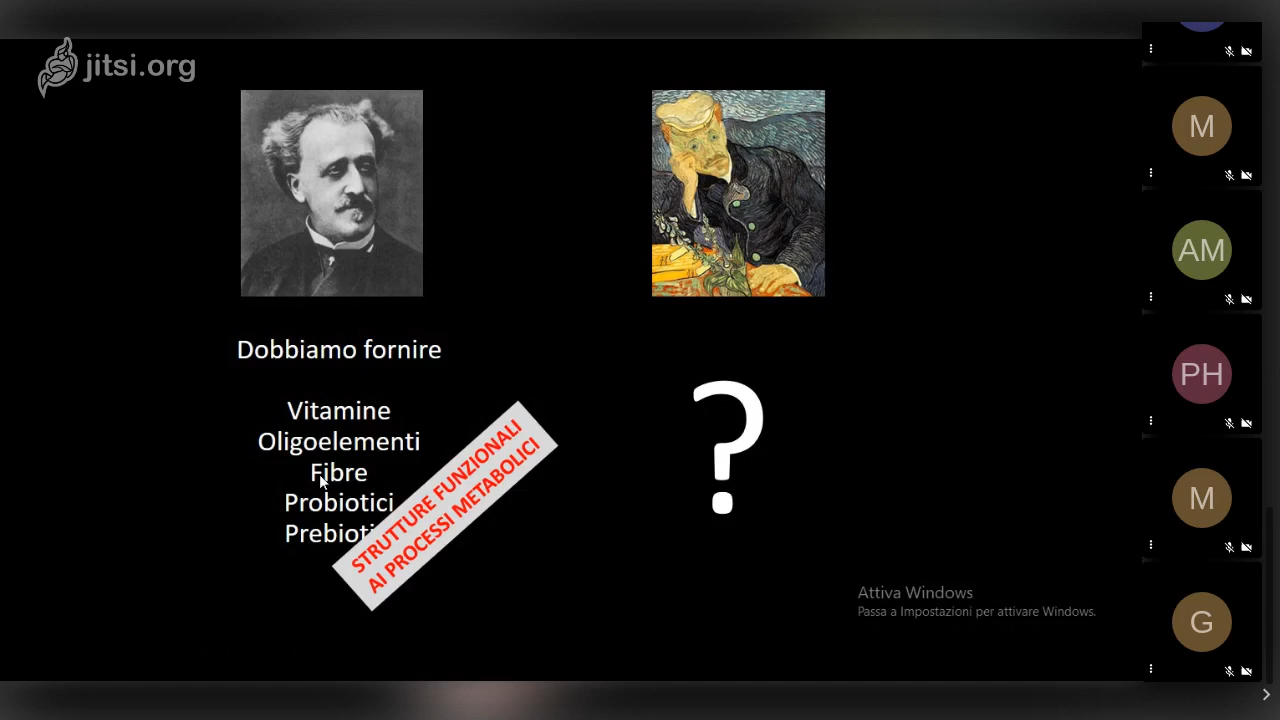 jitsi.org
Dobbiamo fornire
Vitamine
Oligoelementi
Fibre
Probiotici
Prebioti
STRUTTURE FUNZIONALI
AI PROCESSI METABOLICI
?
Attiva Windows
Passa a Impostazioni per attivare Windows.
M
AM
PH
M
G